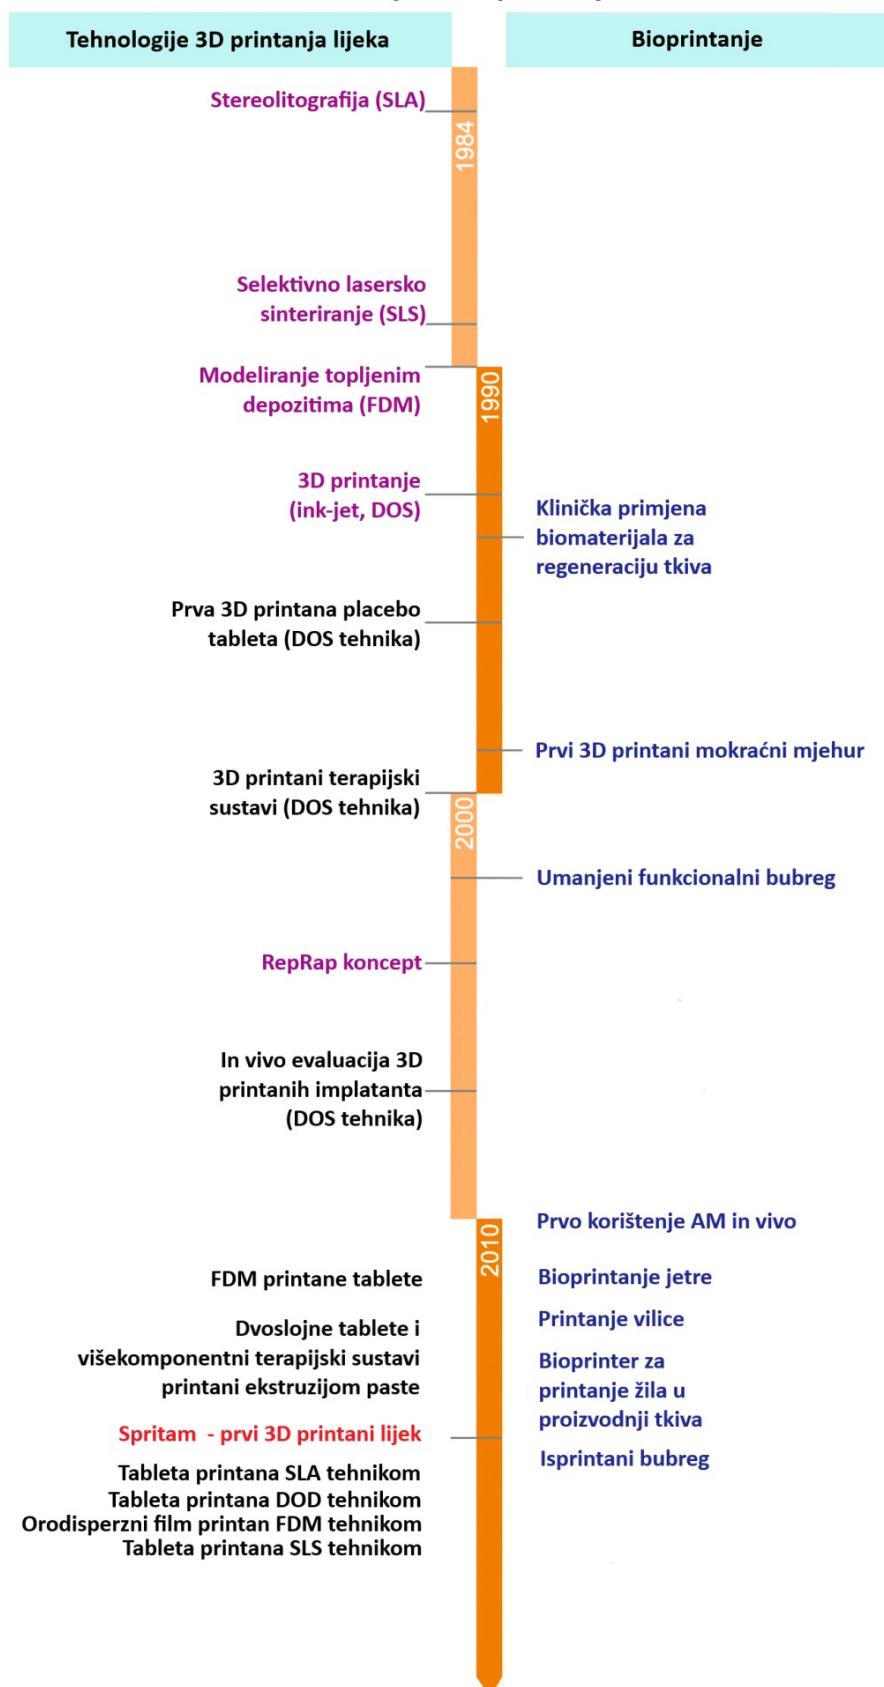 Tehnologije 3D printanja lijeka
Bioprintanje
Stereolitografija (SLA)
1984
Selektivno lasersko
sinteriranje (SLS)
Modeliranje topljenim
depozitima (FDM)
1990
3D printanje
(ink-jet, DOS)
Klinička primjena
biomaterijala za
regeneraciju tkiva
Prva 3D printana placebo
tableta (DOS tehnika)
Prvi 3D printani mokraćni mjehur
3D printani terapijski
sustavi (DOS tehnika)
2000
Umanjeni funkcionalni bubreg
RepRap koncept
In vivo evaluacija 3D
printanih implatanta
(DOS tehnika)
Prvo korištenje AM in vivo
2010
FDM printane tablete
Bioprintanje jetre
Dvoslojne tablete i
višekomponentni terapijski sustavi
printani ekstruzijom paste
Printanje vilice
Bioprinter za
printanje žila u
proizvodnji tkiva
Spritam - prvi 3D printani lijek
Isprintani bubreg
Tableta printana SLA tehnikom
Tableta printana DOD tehnikom
Orodisperzni film printan FDM tehnikom
Tableta printana SLS tehnikom